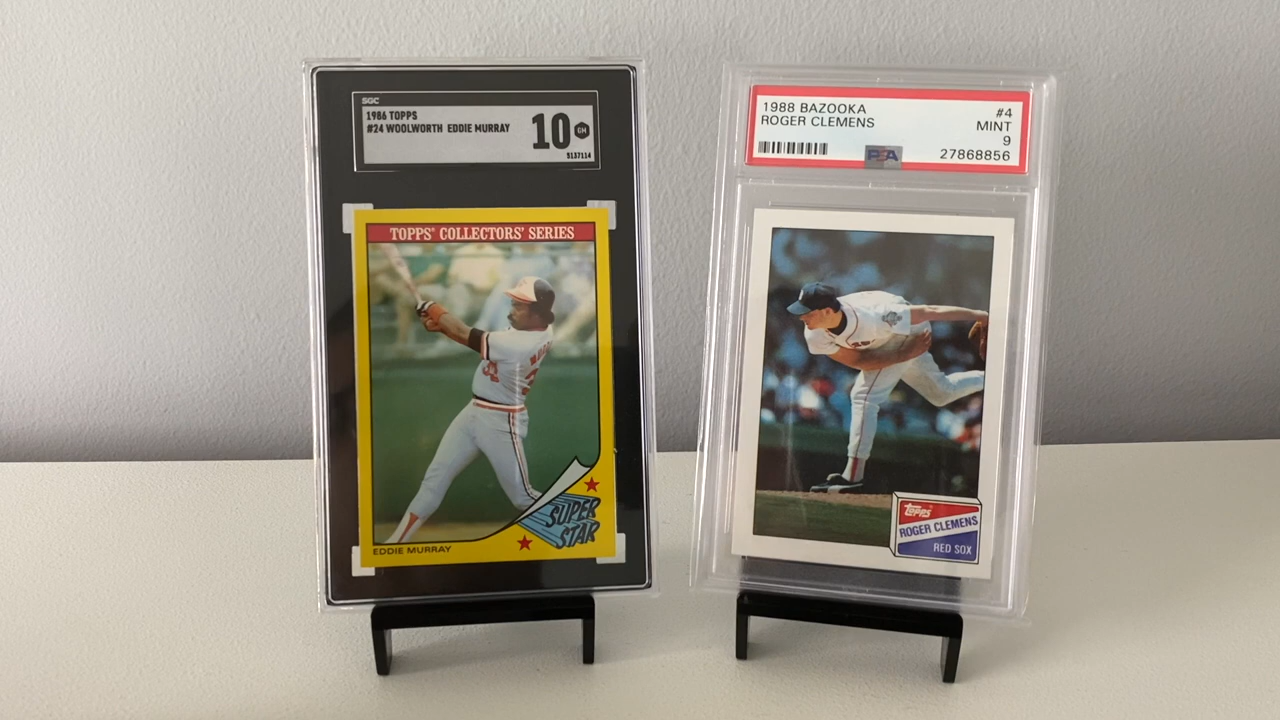 SGC
1986 TOPPS
#24 WOOLWORTH EDDIE MURRAY
10 GM
5137114
TOPPS® COLLECTORS' SERIES
SUPER
STAR
EDDIE MURRAY
1988 BAZOOKA
ROGER CLEMENS
#4
MINT
9
PSA
27868856
topps
ROGER CLEMENS
RED SOX